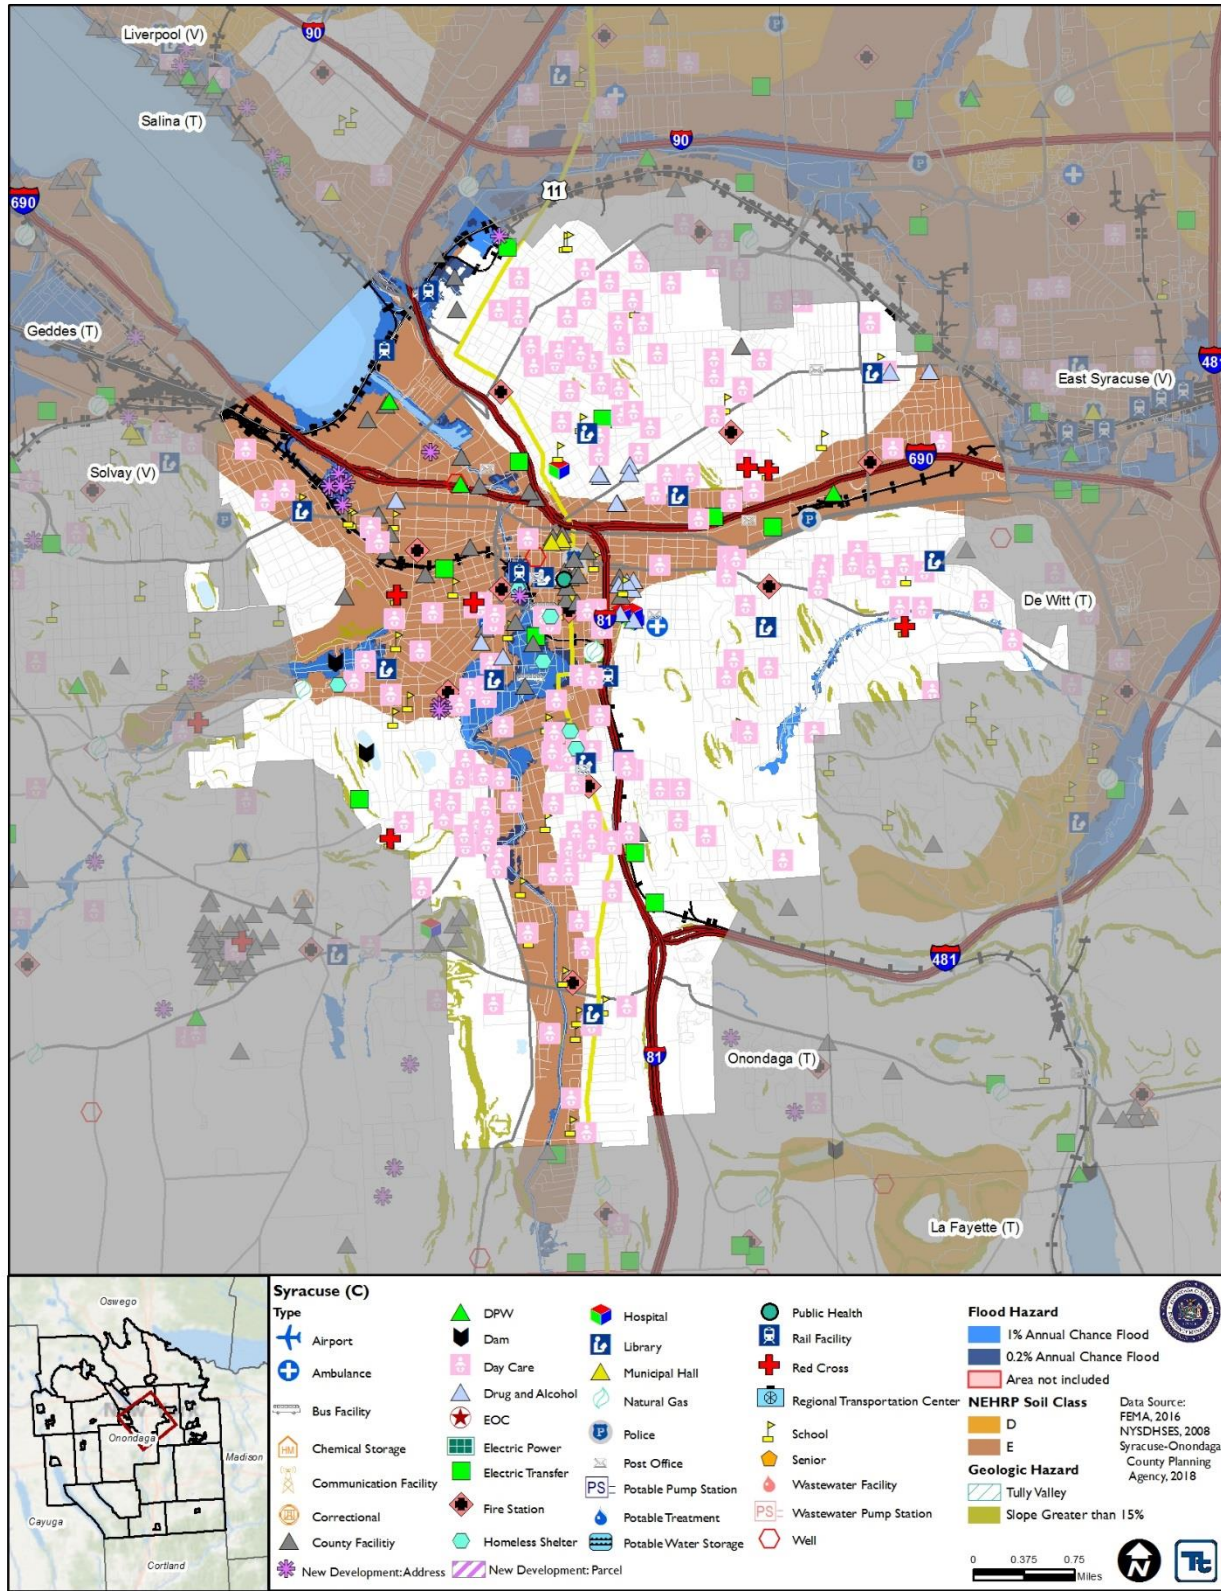 Liverpool (V)
90
Salina (T)
90
11
690
Geddes (T)
481
East Syracuse (V)
Solvay (V)
690
De Witt (T)
81
481
81
Onondaga (T)
La Fayette (T)
Oswego
Onondaga
Madison
Cayuga
Cortland
Syracuse (C)
Type
Airport
Ambulance
Bus Facility
HM Chemical Storage
Communication Facility
Correctional
County Facilitiy
New Development: Address
DPW
Dam
Day Care
Drug and Alcohol
EOC
Electric Power
Electric Transfer
Fire Station
Homeless Shelter
New Development: Parcel
Hospital
Library
Municipal Hall
Natural Gas
P Police
Post Office
PS Potable Pump Station
Potable Treatment
Potable Water Storage
Public Health
Rail Facility
Red Cross
Regional Transportation Center
School
Senior
Wastewater Facility
PS Wastewater Pump Station
Well
Flood Hazard
1% Annual Chance Flood
0.2% Annual Chance Flood
Area not included
NEHRP Soil Class
D
E
Geologic Hazard
Tully Valley
Slope Greater than 15%
Data Source:
FEMA, 2016
NYSDHSES, 2008
Syracuse-Onondaga
County Planning
Agency, 2018
0 0.375 0.75
Miles
N
Tt